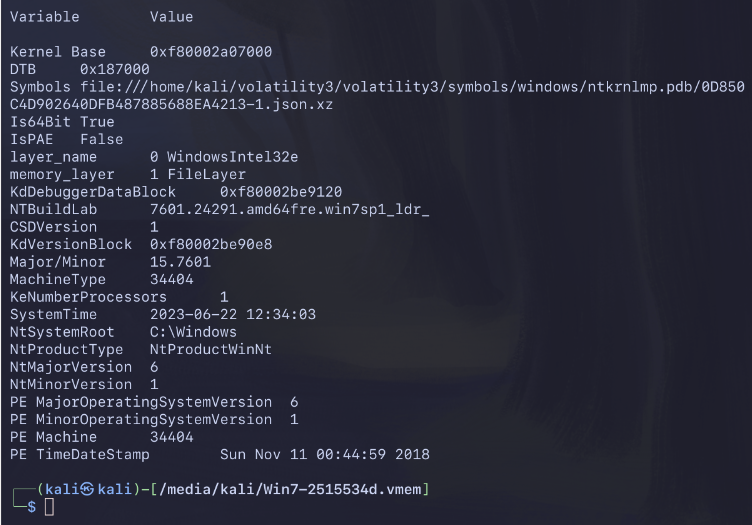 Variable Value
Kernel Base 0xf80002a07000
DTB 0x187000
Symbols file:///home/kali/volatility3/volatility3/symbols/windows/ntkrnlmp.pdb/0D850
C4D902640DFB487885688EA4213-1.json.xz
Is64Bit True
IsPAE False
layer_name 0 WindowsIntel32e
memory_layer 1 FileLayer
KdDebuggerDataBlock 0xf80002be9120
NTBuildLab 7601.24291.amd64fre.win7sp1_ldr_
CSDVersion 1
KdVersionBlock 0xf80002be90e8
Major/Minor 15.7601
MachineType 34404
KeNumberProcessors 1
SystemTime 2023-06-22 12:34:03
NtSystemRoot C:\Windows
NtProductType NtProductWinNt
NtMajorVersion 6
NtMinorVersion 1
PE MajorOperatingSystemVersion 6
PE MinorOperatingSystemVersion 1
PE Machine 34404
PE TimeDateStamp Sun Nov 11 00:44:59 2018
┌──(kali㉿kali)-[/media/kali/Win7-2515534d.vmem]
└─$